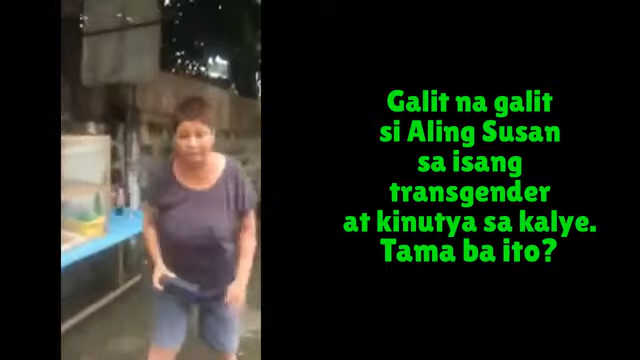 Galit na galit
si Aling Susan
sa isang
transgender
at kinutya sa kalye.
Tama ba ito?